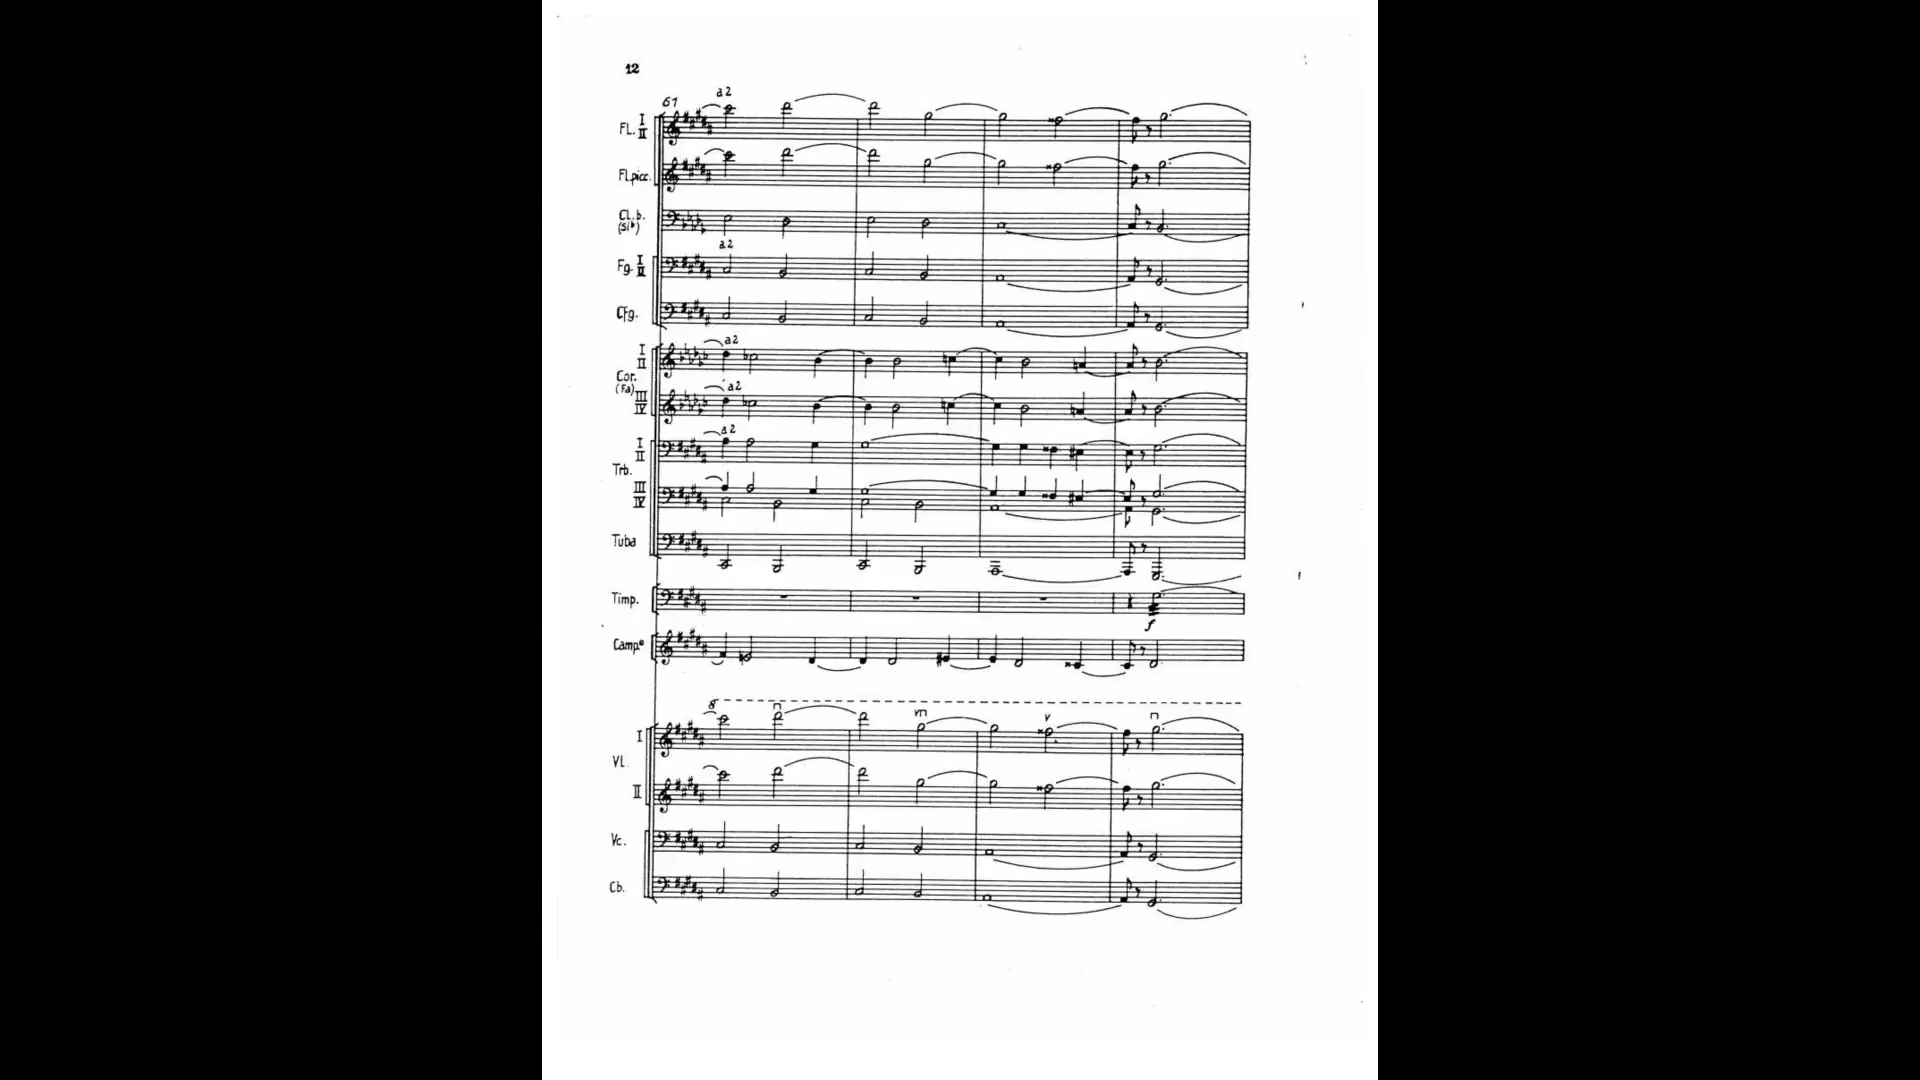 12
61
a2
Fl. I II
Fl. picc.
Cl. b. (Si♭)
a2
Fg. I II
Cfg.
a2
Cor. (Fa) I II
a2
III IV
a2
Trb. I II
III IV
Tuba
Timp.
f
Camp.
8
V
V
Vl. I
II
Vc.
Cb.